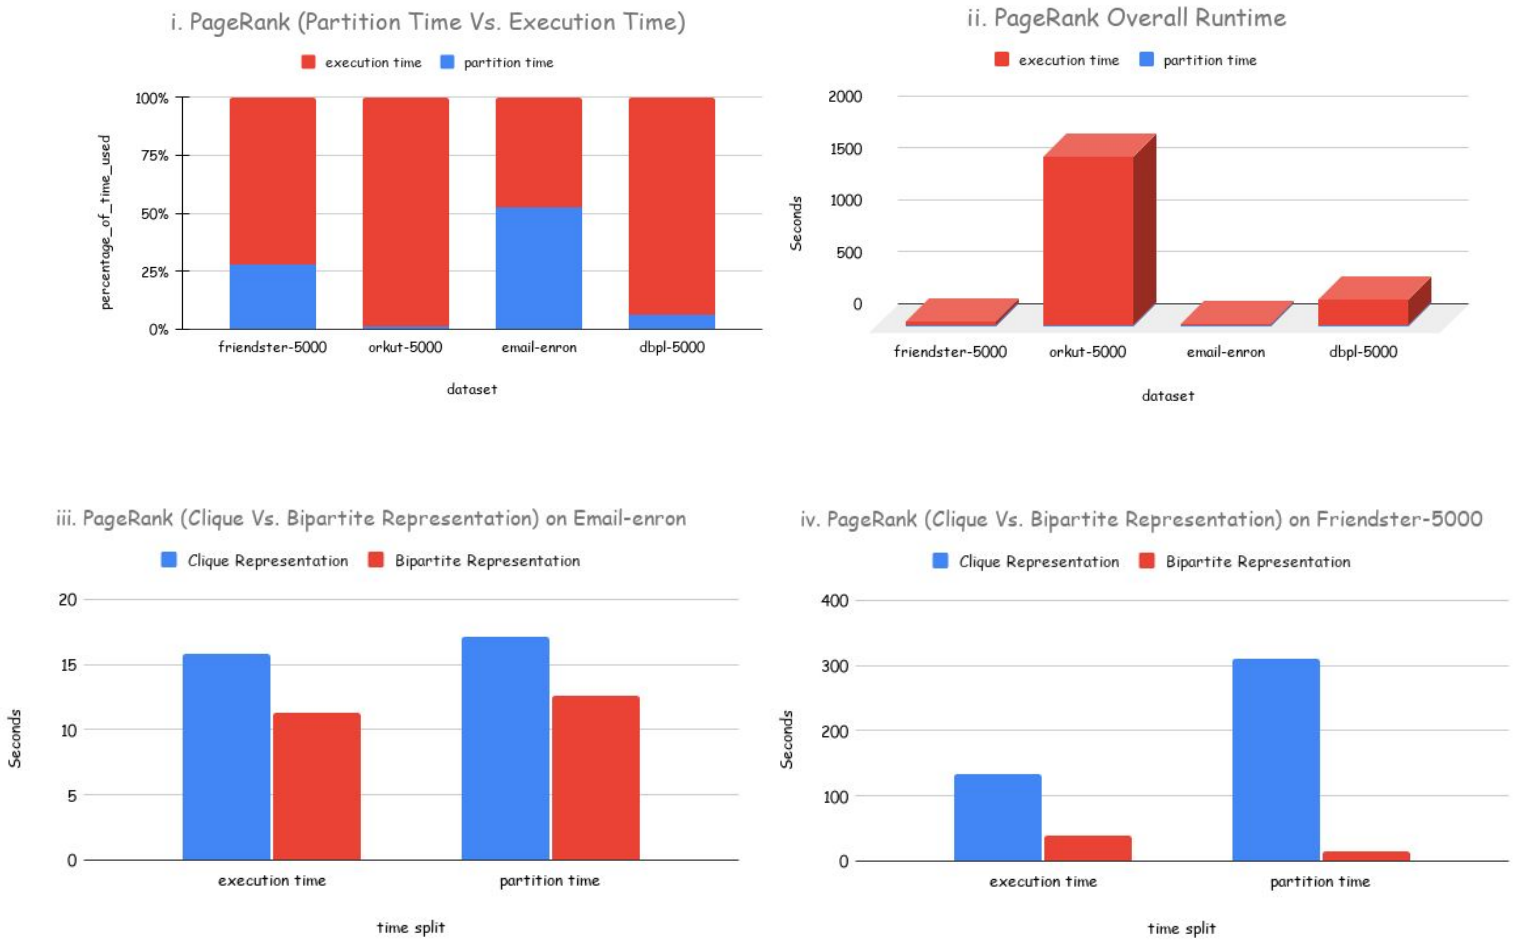 i. PageRank (Partition Time Vs. Execution Time)
execution time partition time
100%
75%
50%
25%
0%
percentage_of_time_used
friendster-5000 orkut-5000 email-enron dbpl-5000
dataset
ii. PageRank Overall Runtime
execution time partition time
2000
1500
1000
500
0
Seconds
friendster-5000 orkut-5000 email-enron dbpl-5000
dataset
iii. PageRank (Clique Vs. Bipartite Representation) on Email-enron
Clique Representation Bipartite Representation
20
15
10
5
0
Seconds
execution time partition time
time split
iv. PageRank (Clique Vs. Bipartite Representation) on Friendster-5000
Clique Representation Bipartite Representation
400
300
200
100
0
Seconds
execution time partition time
time split